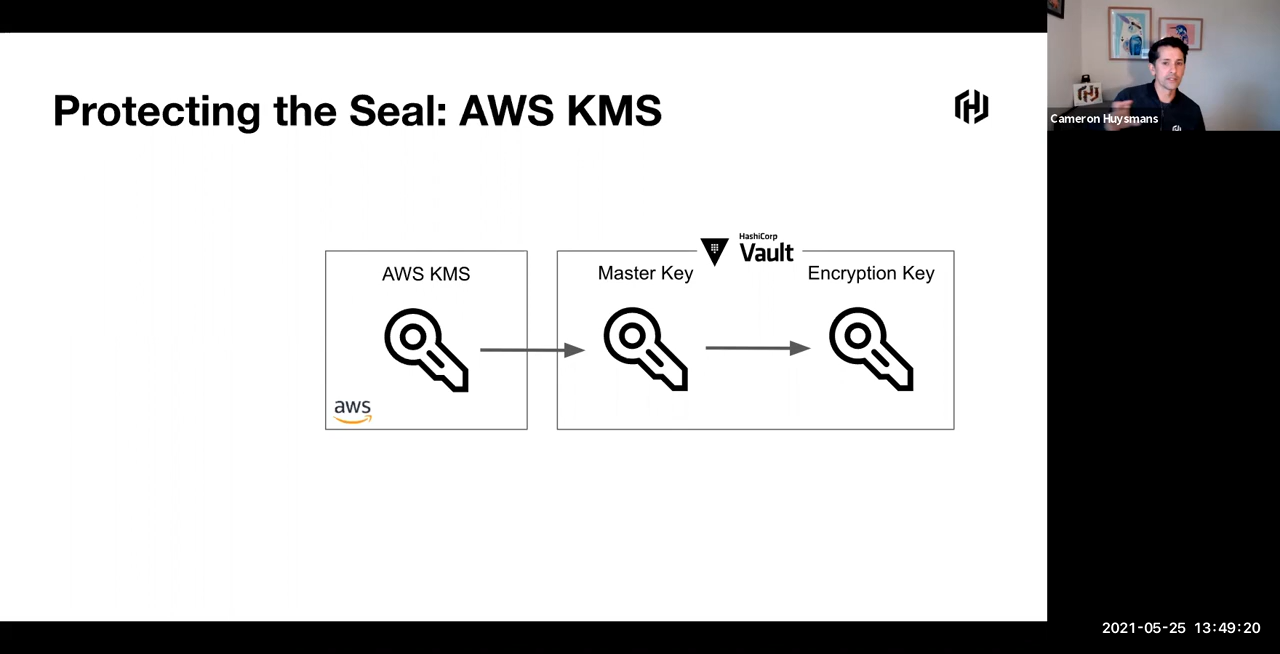 Protecting the Seal: AWS KMS
HashiCorp
Vault
AWS KMS
Master Key
Encryption Key
aws
Cameron Huysmans
2021-05-25 13:49:20